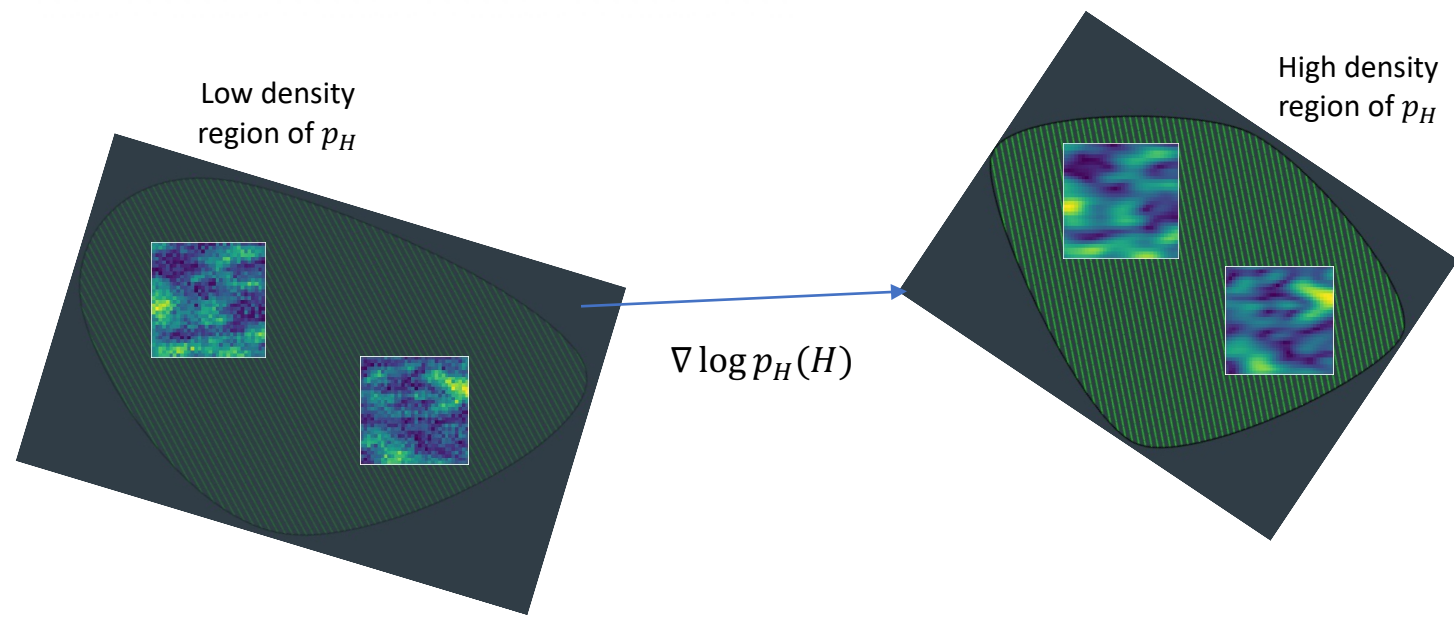 Low density
region of p_H
High density
region of p_H
∇ log p_H(H)